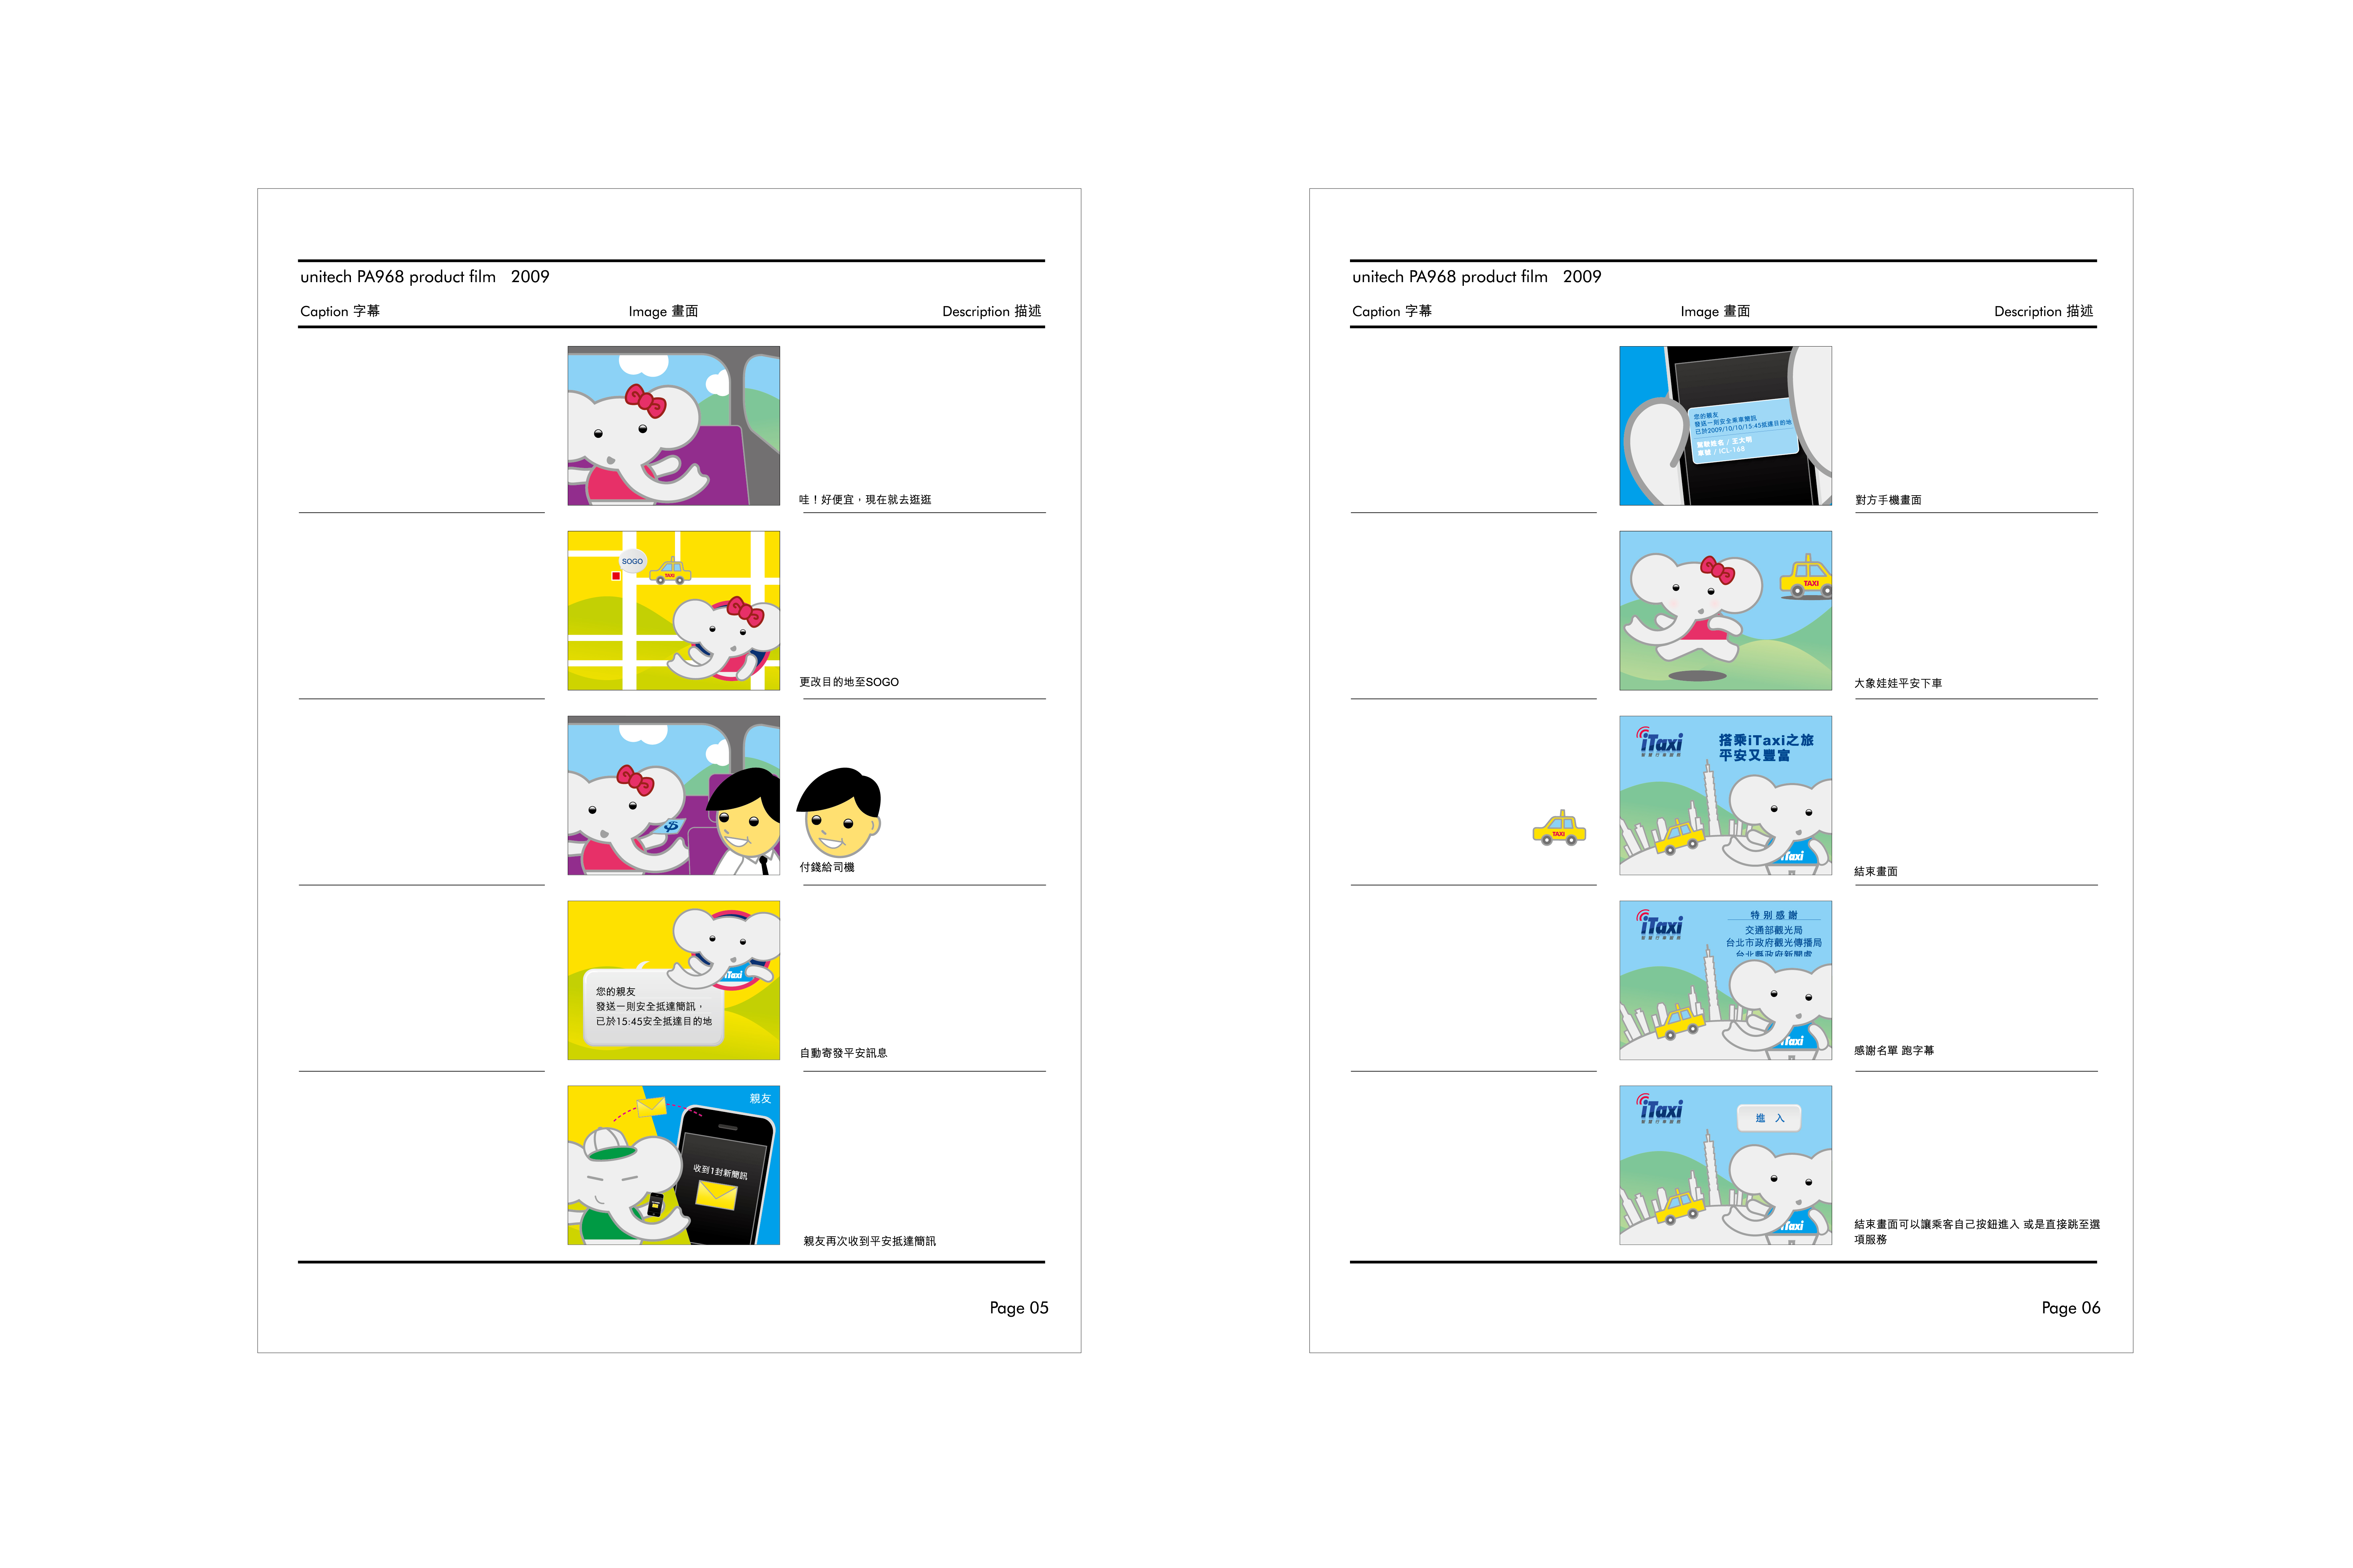 unitech PA968 product film 2009
Caption 字幕
Image 畫面
Description 描述
哇！好便宜，現在就去逛逛
SOGO
TAXI
更改目的地至SOGO
$
付錢給司機
iTaxi
您的親友
發送一則安全抵達簡訊，
已於15:45安全抵達目的地
自動寄發平安訊息
親友
收到1封新簡訊
親友再次收到平安抵達簡訊
Page 05
unitech PA968 product film 2009
Caption 字幕
Image 畫面
Description 描述
您的親友
發送一則安全乘車簡訊
已於2009/10/10/15:45抵達目的地
駕駛姓名 / 王大明
車號 / ICL-168
對方手機畫面
TAXI
大象娃娃平安下車
iTaxi
搭乘iTaxi之旅
平安又豐富
TAXI
iTaxi
結束畫面
iTaxi
特別感謝
交通部觀光局
台北市政府觀光傳播局
台北縣政府新聞處
iTaxi
感謝名單 跑字幕
iTaxi
進 入
iTaxi
結束畫面可以讓乘客自己按鈕進入 或是直接跳至選
項服務
Page 06